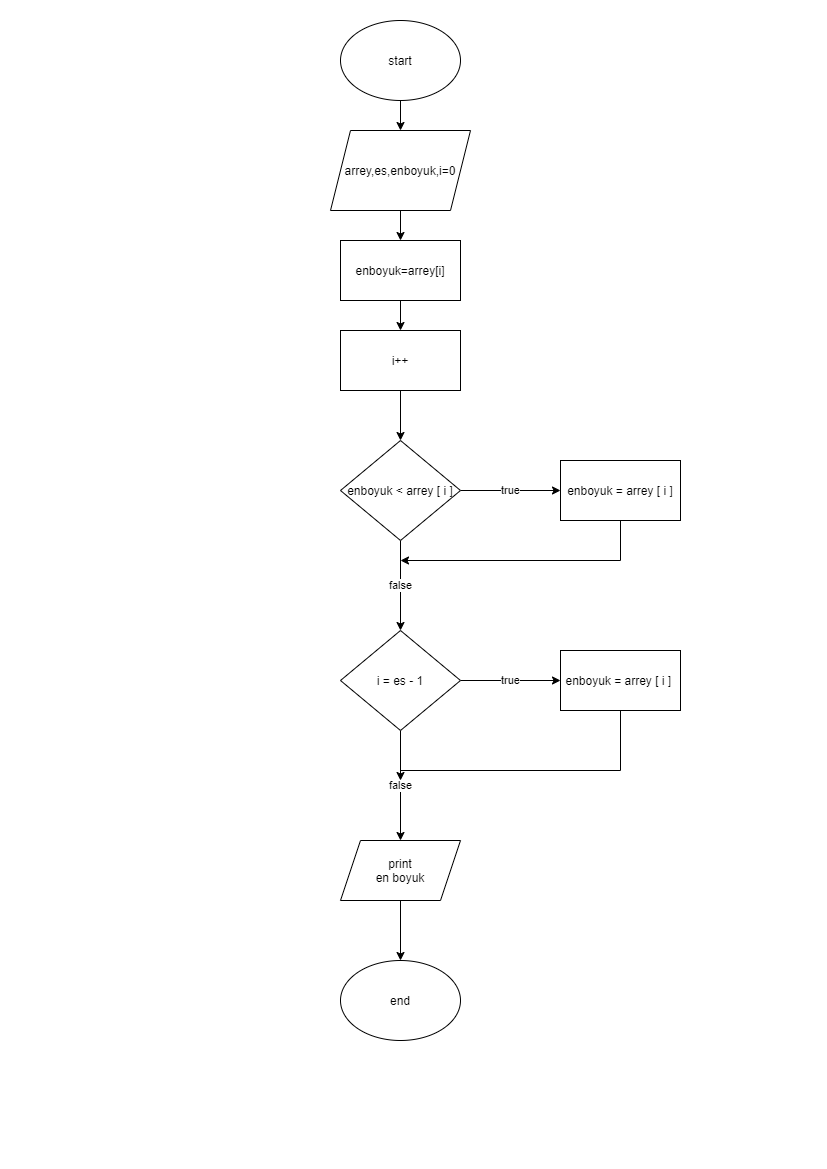 start
arrey,es,enboyuk,i=0
enboyuk=arrey[i]
i++
enboyuk < arrey [ i ]
true
enboyuk = arrey [ i ]
false
i = es - 1
true
enboyuk = arrey [ i ]
false
print
en boyuk
end